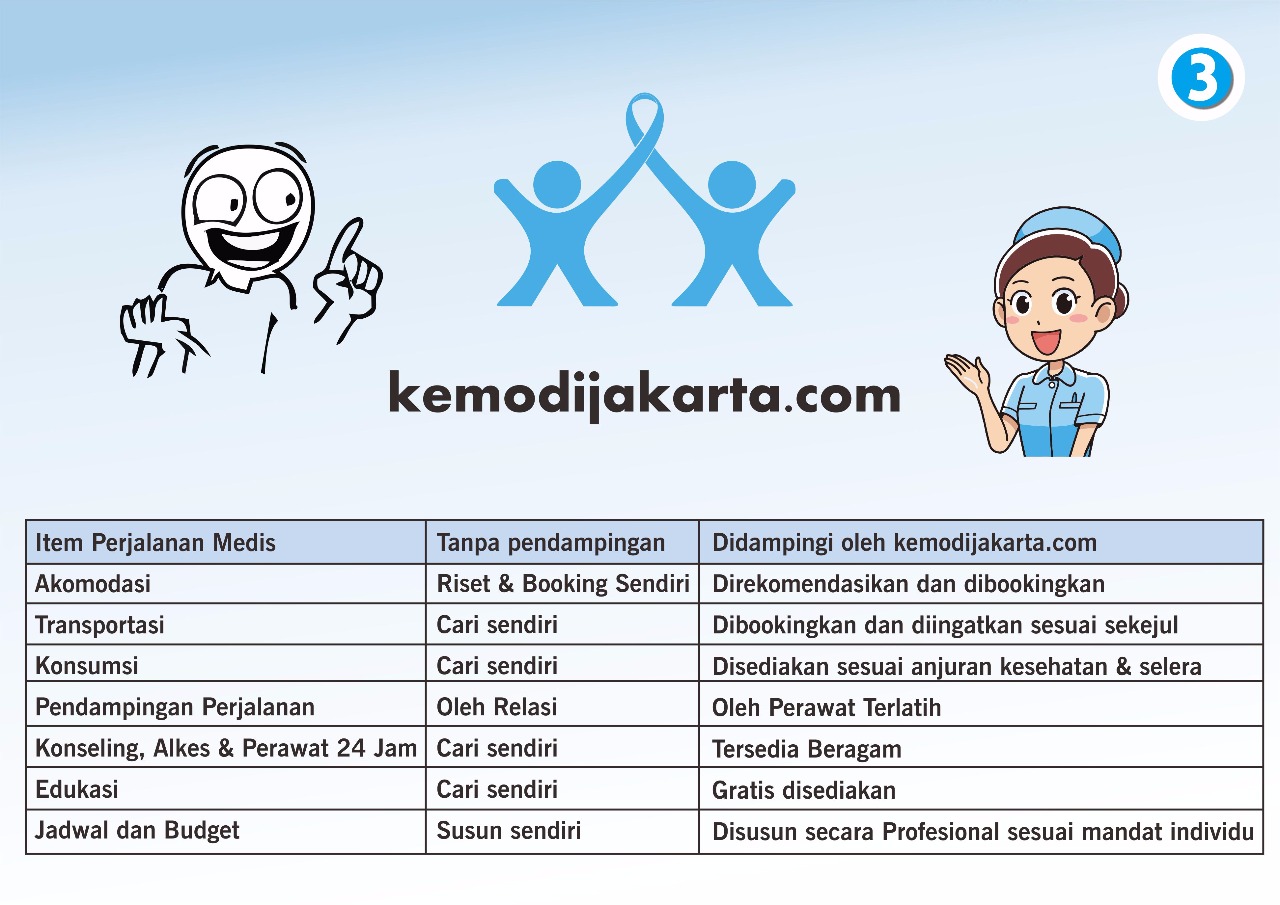 3
kemodijakarta.com
Item Perjalanan Medis Tanpa pendampingan Didampingi oleh kemodijakarta.com
Akomodasi Riset & Booking Sendiri Direkomendasikan dan dibookingkan
Transportasi Cari sendiri Dibookingkan dan diingatkan sesuai sekejul
Konsumsi Cari sendiri Disediakan sesuai anjuran kesehatan & selera
Pendampingan Perjalanan Oleh Relasi Oleh Perawat Terlatih
Konseling, Alkes & Perawat 24 Jam Cari sendiri Tersedia Beragam
Edukasi Cari sendiri Gratis disediakan
Jadwal dan Budget Susun sendiri Disusun secara Profesional sesuai mandat individu